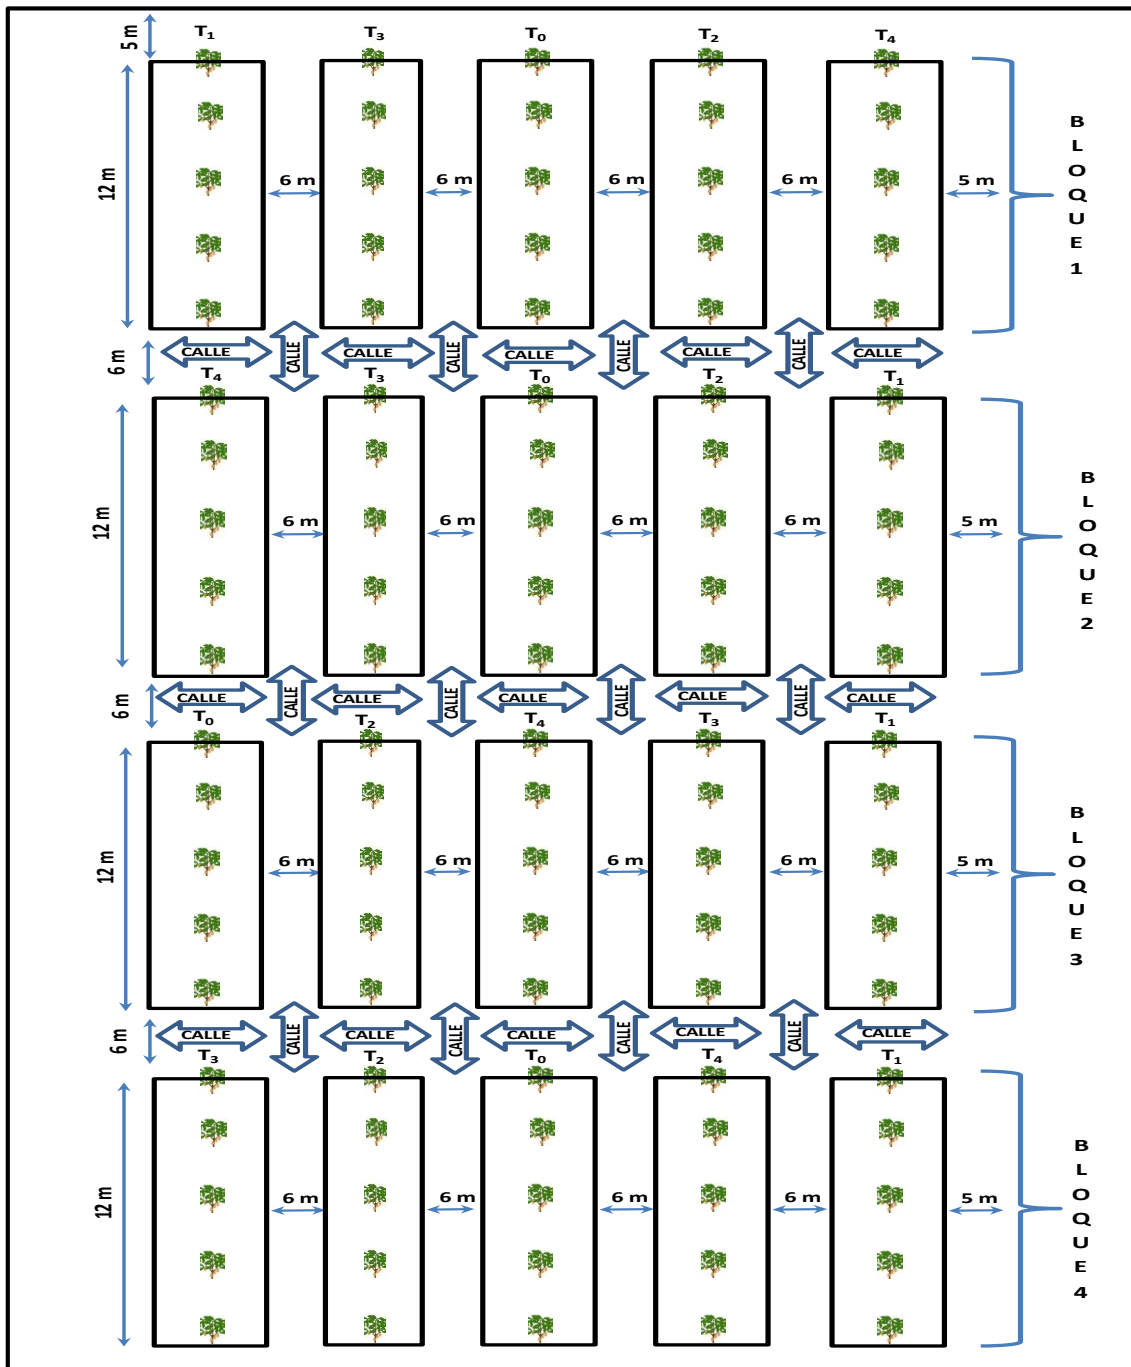 5 m
T₁ T₃ T₀ T₂ T₄
12 m
6 m 6 m 6 m 6 m 5 m
BLOQUE 1
CALLE CALLE CALLE CALLE CALLE CALLE CALLE CALLE CALLE
6 m
T₄ T₃ T₀ T₂ T₁
12 m
6 m 6 m 6 m 6 m 5 m
BLOQUE 2
CALLE CALLE CALLE CALLE CALLE CALLE CALLE CALLE CALLE
6 m
T₀ T₂ T₄ T₃ T₁
12 m
6 m 6 m 6 m 6 m 5 m
BLOQUE 3
CALLE CALLE CALLE CALLE CALLE CALLE CALLE CALLE CALLE
6 m
T₃ T₂ T₀ T₄ T₁
12 m
6 m 6 m 6 m 6 m 5 m
BLOQUE 4